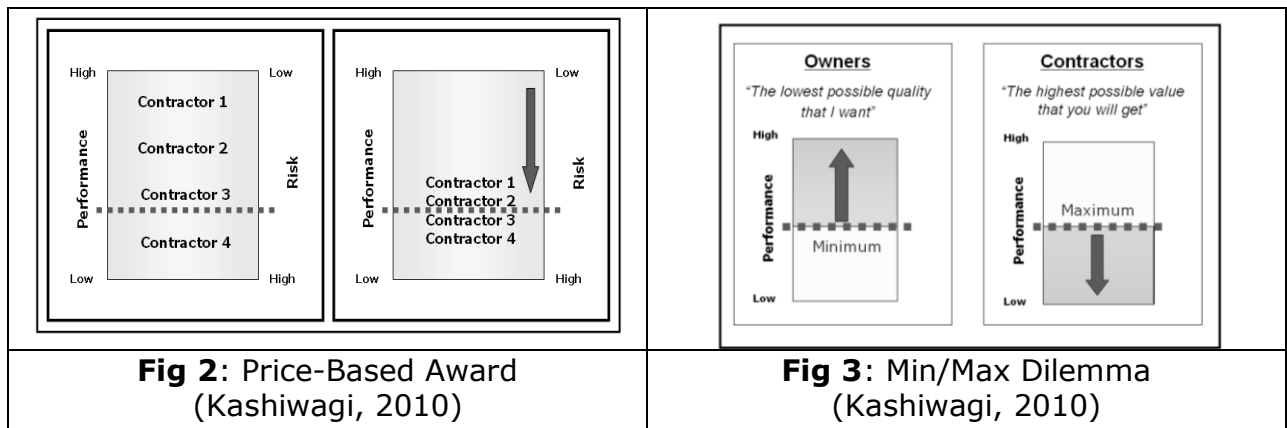 High
Low
Contractor 1
Contractor 2
Contractor 3
Contractor 4
Performance
Risk
Low
High
High
Low
Contractor 1
Contractor 2
Contractor 3
Contractor 4
Performance
Risk
Low
High
Owners
"The lowest possible quality
that I want"
High
Performance
Minimum
Low
Contractors
"The highest possible value
that you will get"
High
Maximum
Performance
Low
Fig 2: Price-Based Award
(Kashiwagi, 2010)
Fig 3: Min/Max Dilemma
(Kashiwagi, 2010)